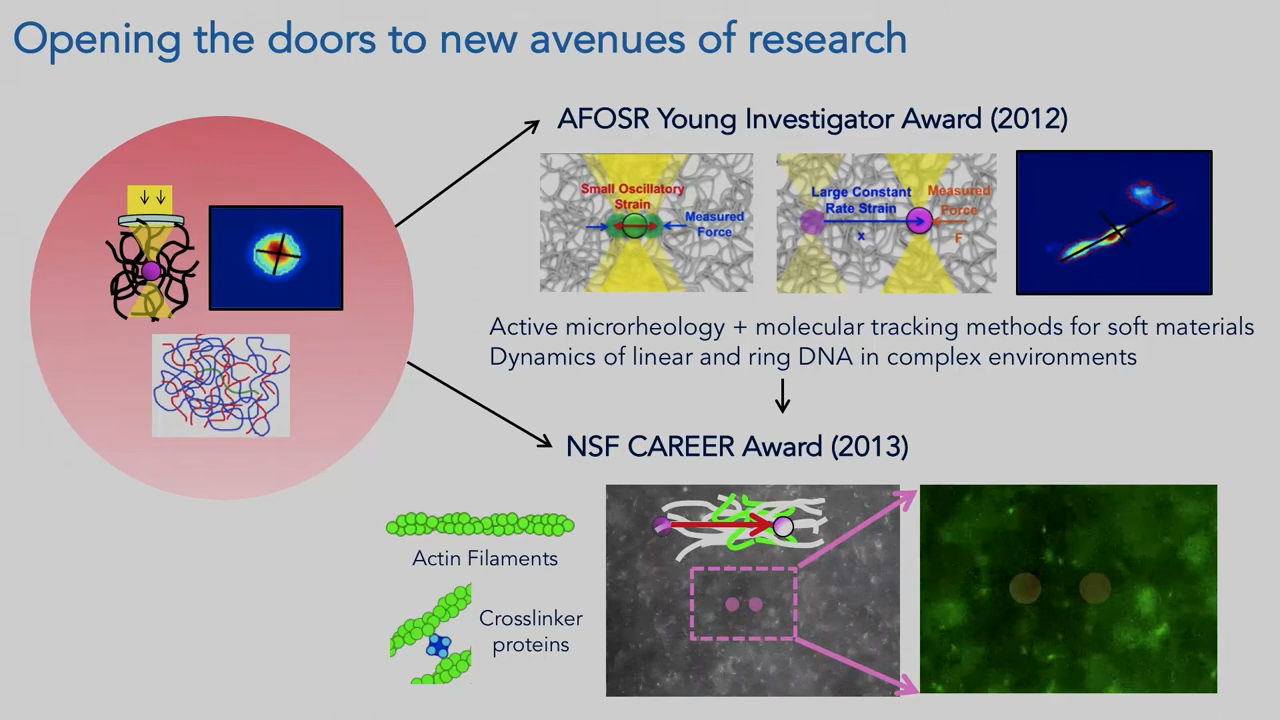 Opening the doors to new avenues of research
AFOSR Young Investigator Award (2012)
Small Oscillatory
Strain
Measured
Force
Large Constant
Rate Strain
x
Measured
Force
F
Active microrheology + molecular tracking methods for soft materials
Dynamics of linear and ring DNA in complex environments
NSF CAREER Award (2013)
Actin Filaments
Crosslinker
proteins